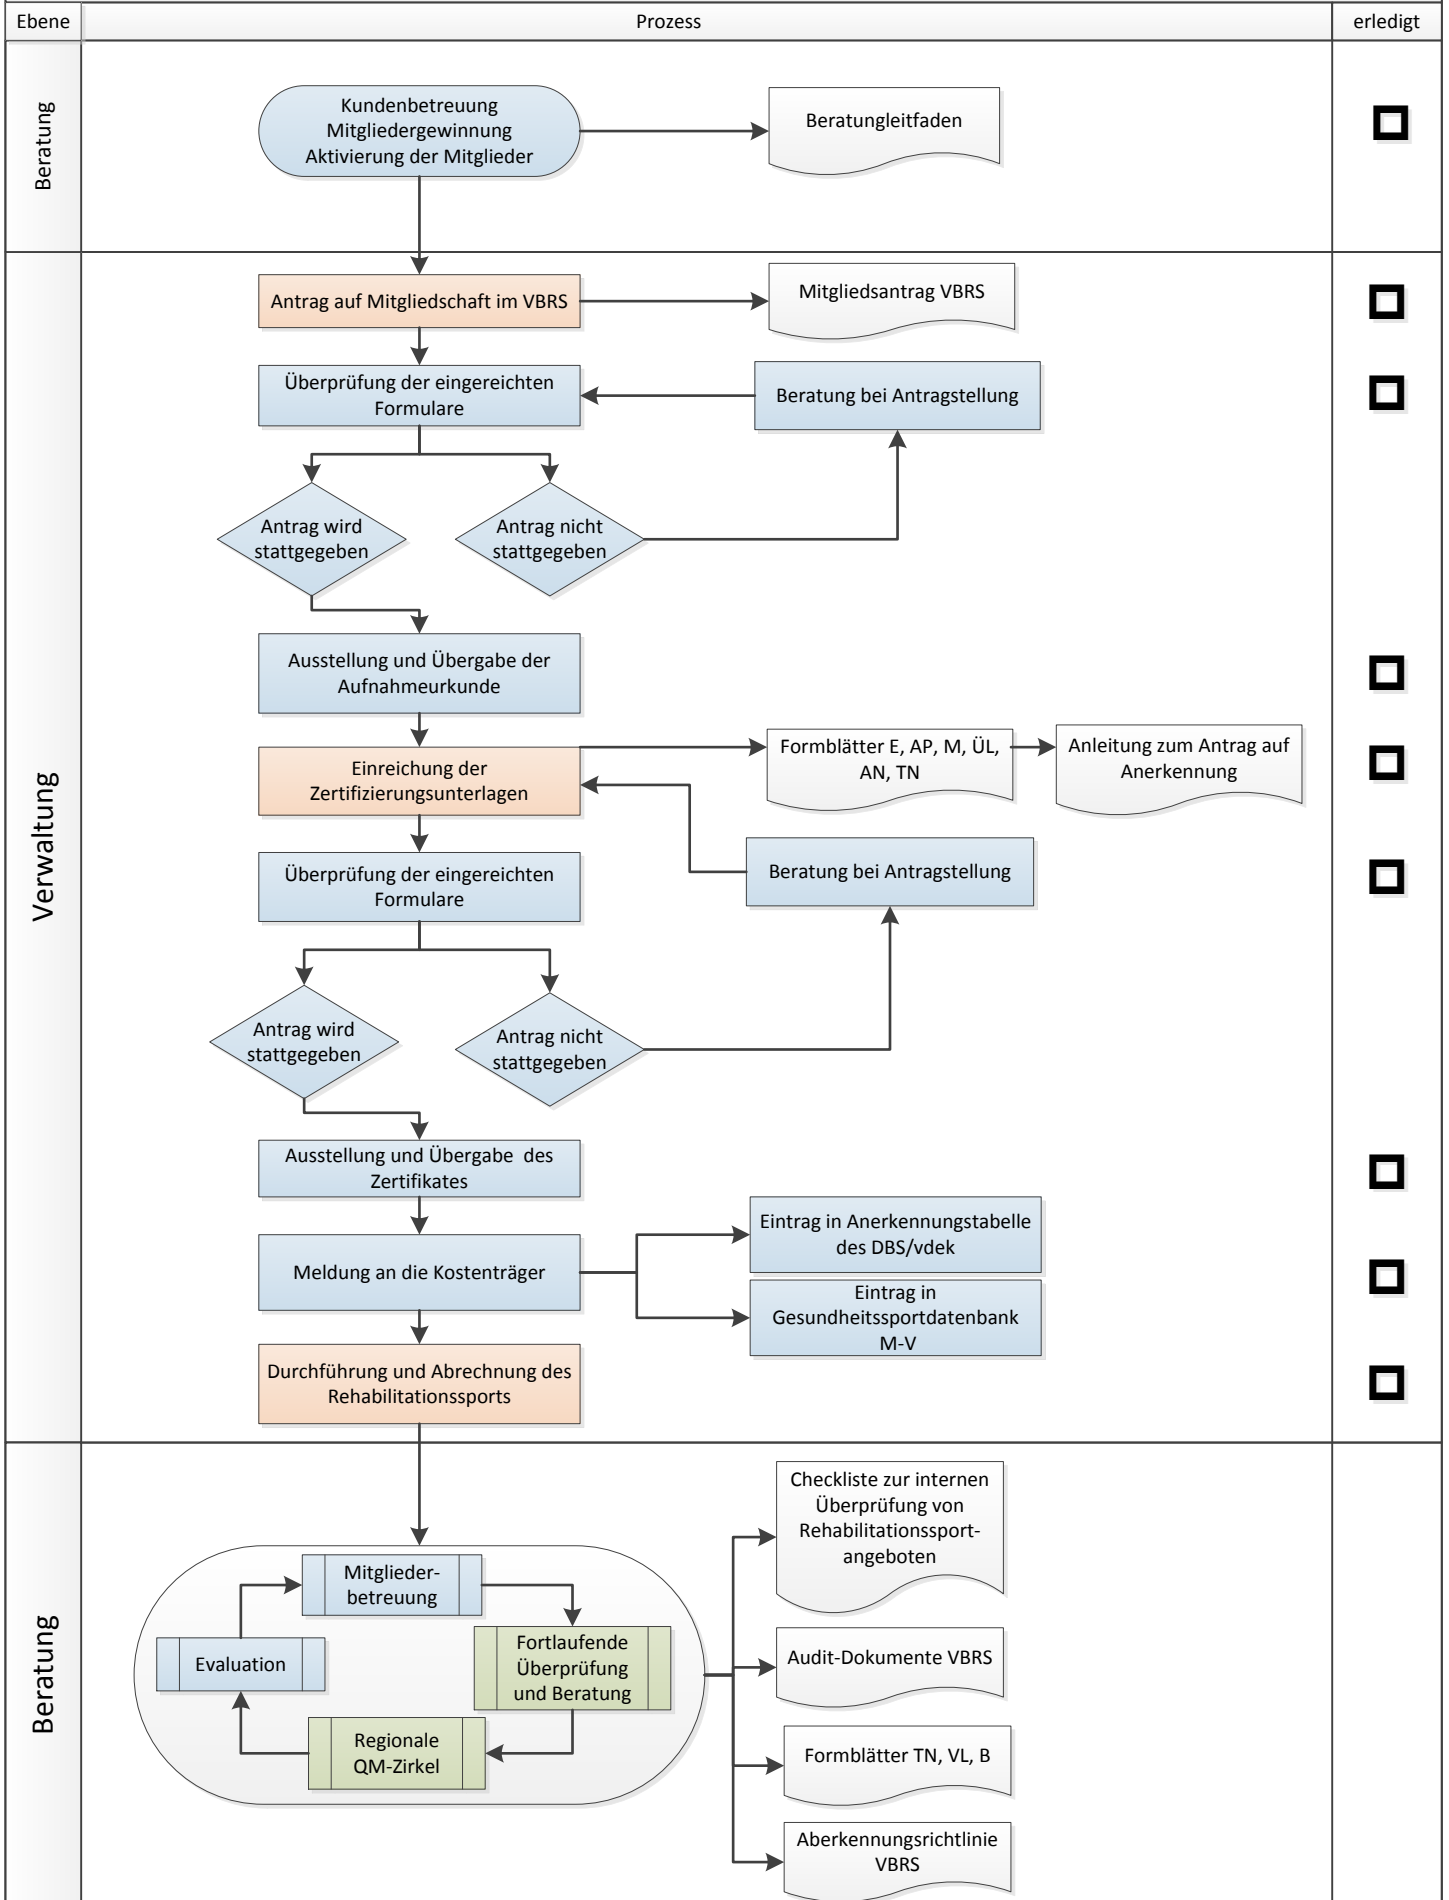 Ebene
Prozess
erledigt
Beratung
Kundenbetreuung
Mitgliedergewinnung
Aktivierung der Mitglieder
Beratungleitfaden
Verwaltung
Antrag auf Mitgliedschaft im VBRS
Mitgliedsantrag VBRS
Überprüfung der eingereichten
Formulare
Beratung bei Antragstellung
Antrag wird
stattgegeben
Antrag nicht
stattgegeben
Ausstellung und Übergabe der
Aufnahmeurkunde
Einreichung der
Zertifizierungsunterlagen
Formblätter E, AP, M, ÜL,
AN, TN
Anleitung zum Antrag auf
Anerkennung
Überprüfung der eingereichten
Formulare
Beratung bei Antragstellung
Antrag wird
stattgegeben
Antrag nicht
stattgegeben
Ausstellung und Übergabe des
Zertifikates
Meldung an die Kostenträger
Eintrag in Anerkennungstabelle
des DBS/vdek
Eintrag in
Gesundheitssportdatenbank
M-V
Durchführung und Abrechnung des
Rehabilitationssports
Beratung
Mitglieder-
betreuung
Fortlaufende
Überprüfung
und Beratung
Regionale
QM-Zirkel
Evaluation
Checkliste zur internen
Überprüfung von
Rehabilitationssport-
angeboten
Audit-Dokumente VBRS
Formblätter TN, VL, B
Aberkennungsrichtlinie
VBRS